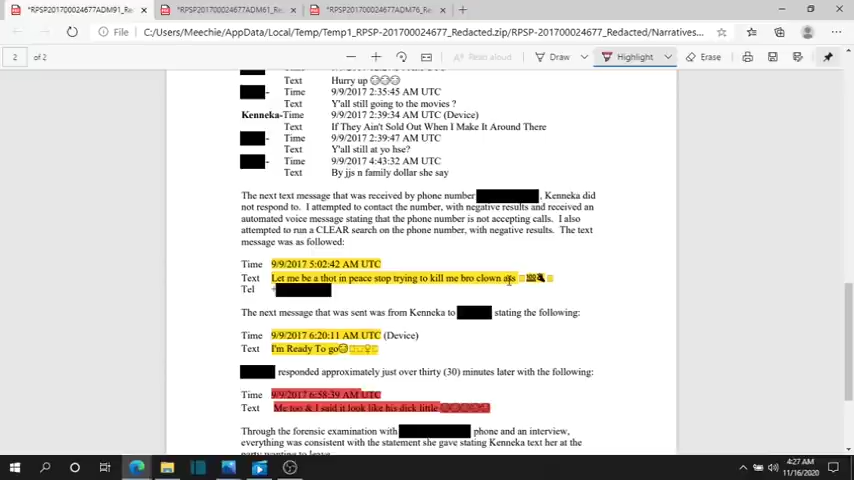 *RPSP201700024677ADM91_Re
*RPSP201700024677ADM61_Redac
*RPSP201700024677ADM76_Redac
File
C:/Users/Meechie/AppData/Local/Temp/Temp1_RPSP-201700024677_Redacted.zip/RPSP-201700024677_Redacted/Narratives...
2 of 2
Read aloud
Draw
Highlight
Erase
Text Hurry up
Time 9/9/2017 2:35:45 AM UTC
Text Y'all still going to the movies ?
Kenneka-Time 9/9/2017 2:39:34 AM UTC (Device)
Text If They Ain't Sold Out When I Make It Around There
- Time 9/9/2017 2:39:47 AM UTC
Text Y'all still at yo hse?
- Time 9/9/2017 4:43:32 AM UTC
Text By jjs n family dollar she say
The next text message that was received by phone number , Kenneka did
not respond to. I attempted to contact the number, with negative results and received an
automated voice message stating that the phone number is not accepting calls. I also
attempted to run a CLEAR search on the phone number, with negative results. The text
message was as followed:
Time 9/9/2017 5:02:42 AM UTC
Text Let me be a thot in peace stop trying to kill me bro clown ass 💯
Tel +
The next message that was sent was from Kenneka to stating the following:
Time 9/9/2017 6:20:11 AM UTC (Device)
Text I'm Ready To go
responded approximately just over thirty (30) minutes later with the following:
Time 9/9/2017 6:58:39 AM UTC
Text Me too & I said it look like his dick little
Through the forensic examination with phone and an interview,
everything was consistent with the statement she gave stating Kenneka text her at the
party wanting to leave.
4:27 AM
11/16/2020